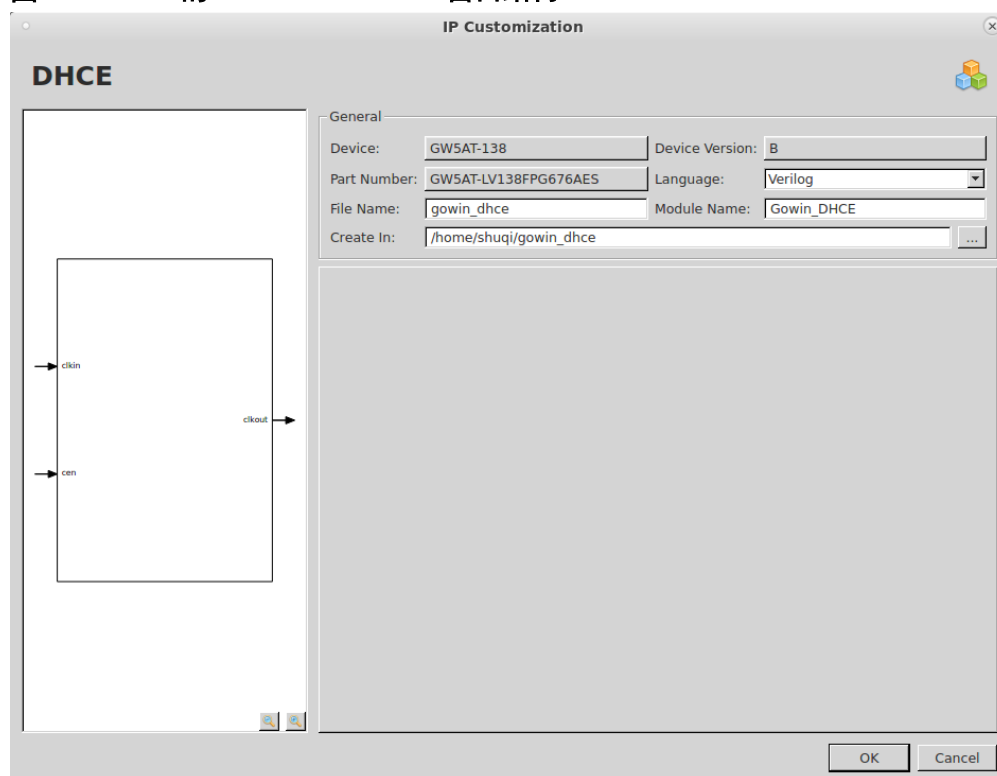 IP Customization
DHCE
General
Device: GW5AT-138 Device Version: B
Part Number: GW5AT-LV138FPG676AES Language: Verilog
File Name: gowin_dhce Module Name: Gowin_DHCE
Create In: /home/shuqi/gowin_dhce ...
clkin
clkout
cen
OK Cancel